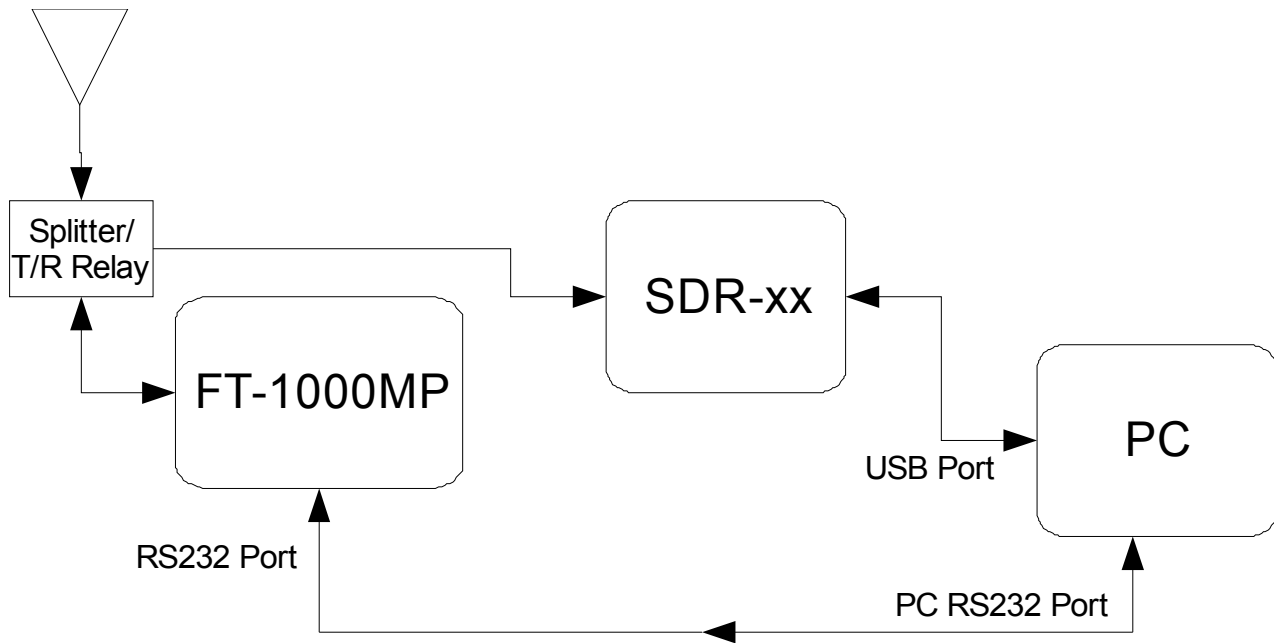 Splitter/
T/R Relay
SDR-xx
FT-1000MP
PC
USB Port
RS232 Port
PC RS232 Port